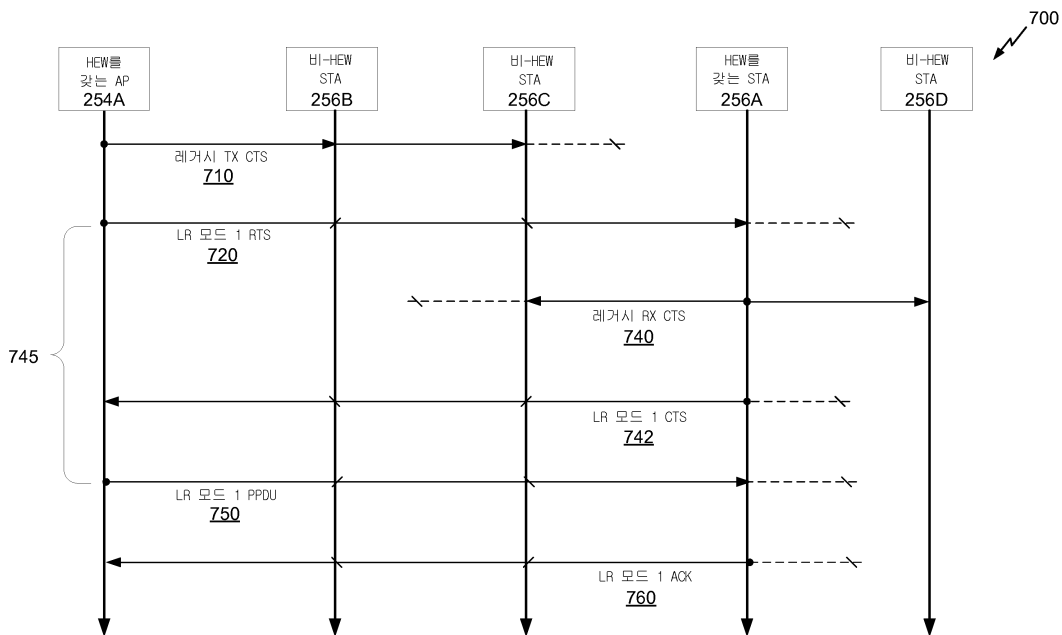 700
HEW를
갖는 AP
254A
비-HEW
STA
256B
비-HEW
STA
256C
HEW를
갖는 STA
256A
비-HEW
STA
256D
레거시 TX CTS
710
LR 모드 1 RTS
720
레거시 RX CTS
740
745
LR 모드 1 CTS
742
LR 모드 1 PPDU
750
LR 모드 1 ACK
760